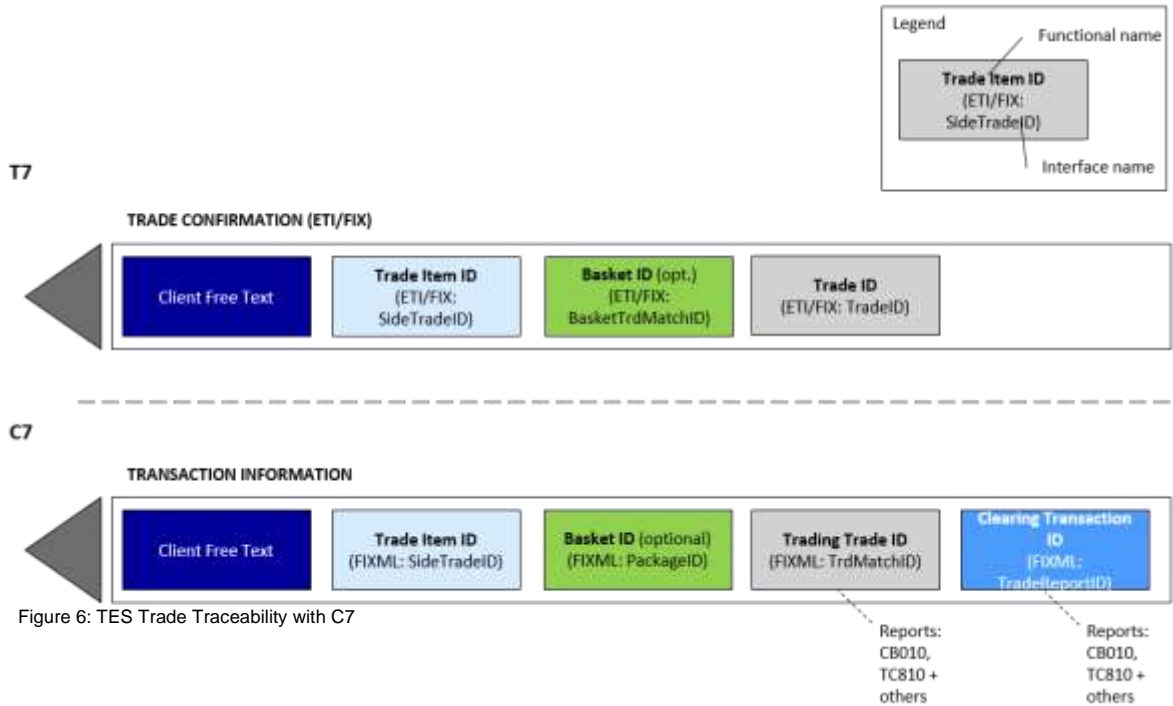 Legend
Functional name
Trade Item ID
(ETI/FIX:
SideTradeID)
Interface name
T7
TRADE CONFIRMATION (ETI/FIX)
Client Free Text
Trade Item ID
(ETI/FIX:
SideTradeID)
Basket ID (opt.)
(ETI/FIX:
BasketTrdMatchID)
Trade ID
(ETI/FIX: TradeID)
C7
TRANSACTION INFORMATION
Client Free Text
Trade Item ID
(FIXML: SideTradeID)
Basket ID (optional)
(FIXML: PackageID)
Trading Trade ID
(FIXML: TrdMatchID)
Clearing Transaction
ID
(FIXML:
TradeReportID)
Figure 6: TES Trade Traceability with C7
Reports:
CB010,
TC810 +
others
Reports:
CB010,
TC810 +
others